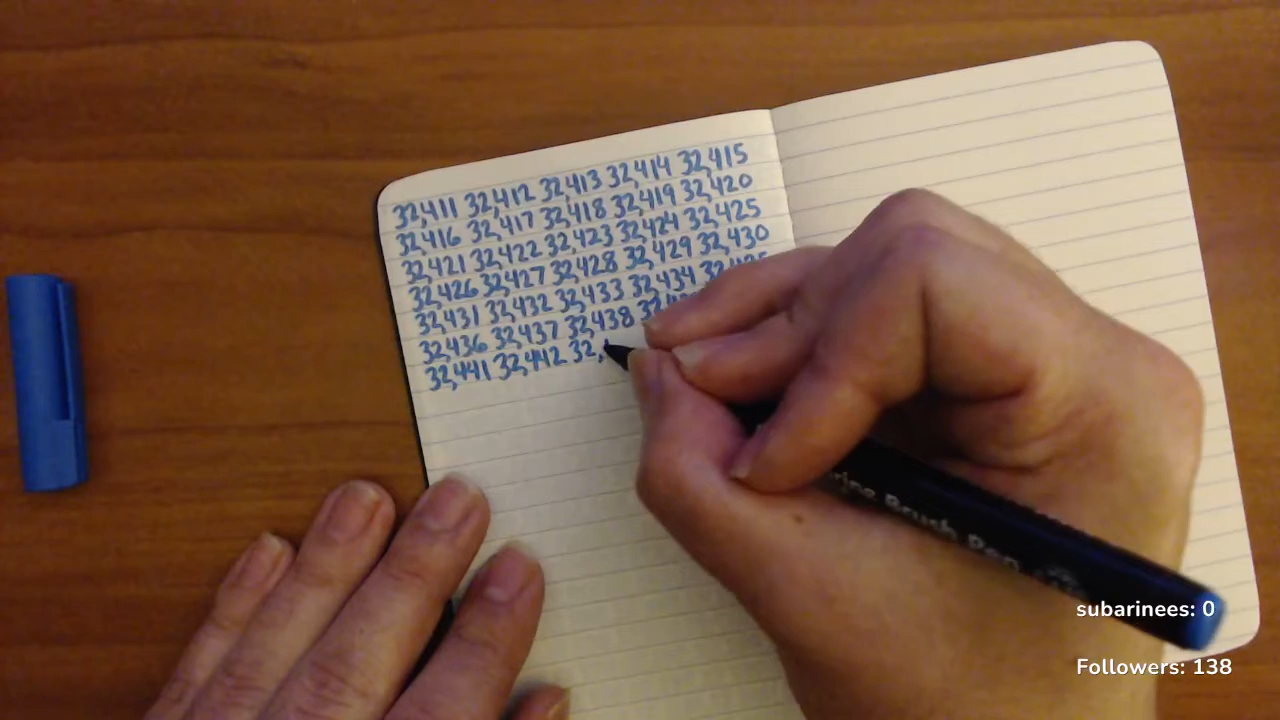 32,411 32,412 32,413 32,414 32,415
32,416 32,417 32,418 32,419 32,420
32,421 32,422 32,423 32,424 32,425
32,426 32,427 32,428 32,429 32,430
32,431 32,432 32,433 32,434
32,436 32,437 32,438
32,441 32,442 32,
Brush Pen
subarinees: 0
Followers: 138